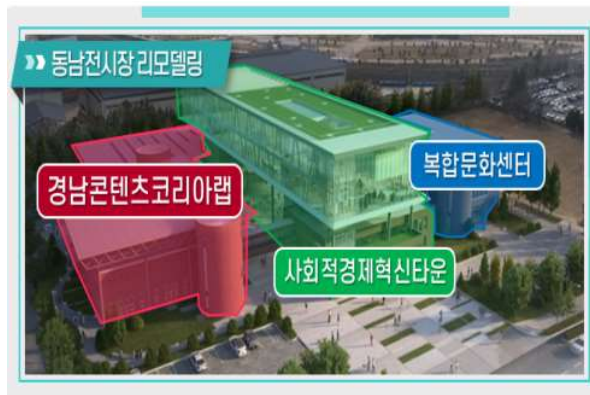 » 동남전시장 리모델링
복합문화센터
경남콘텐츠코리아랩
사회적경제혁신타운